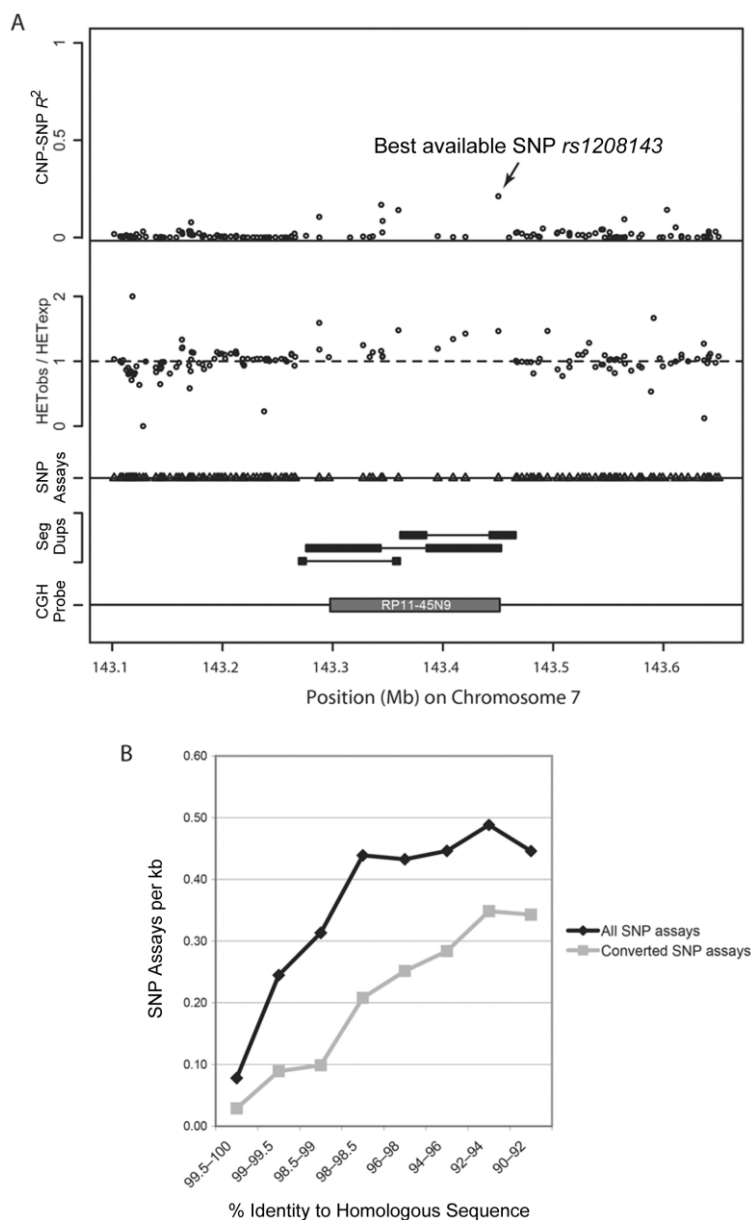 A
CNP-SNP R²
1
0.5
0
Best available SNP rs1208143
HETobs / HETexp
2
1
0
SNP
Assays
Seg
Dups
CGH
Probe
RP11-45N9
143.1 143.2 143.3 143.4 143.5 143.6
Position (Mb) on Chromosome 7
B
SNP Assays per kb
0.60
0.50
0.40
0.30
0.20
0.10
0.00
All SNP assays
Converted SNP assays
99.5–100 99–99.5 98.5–99 98–98.5 96–98 94–96 92–94 90–92
% Identity to Homologous Sequence